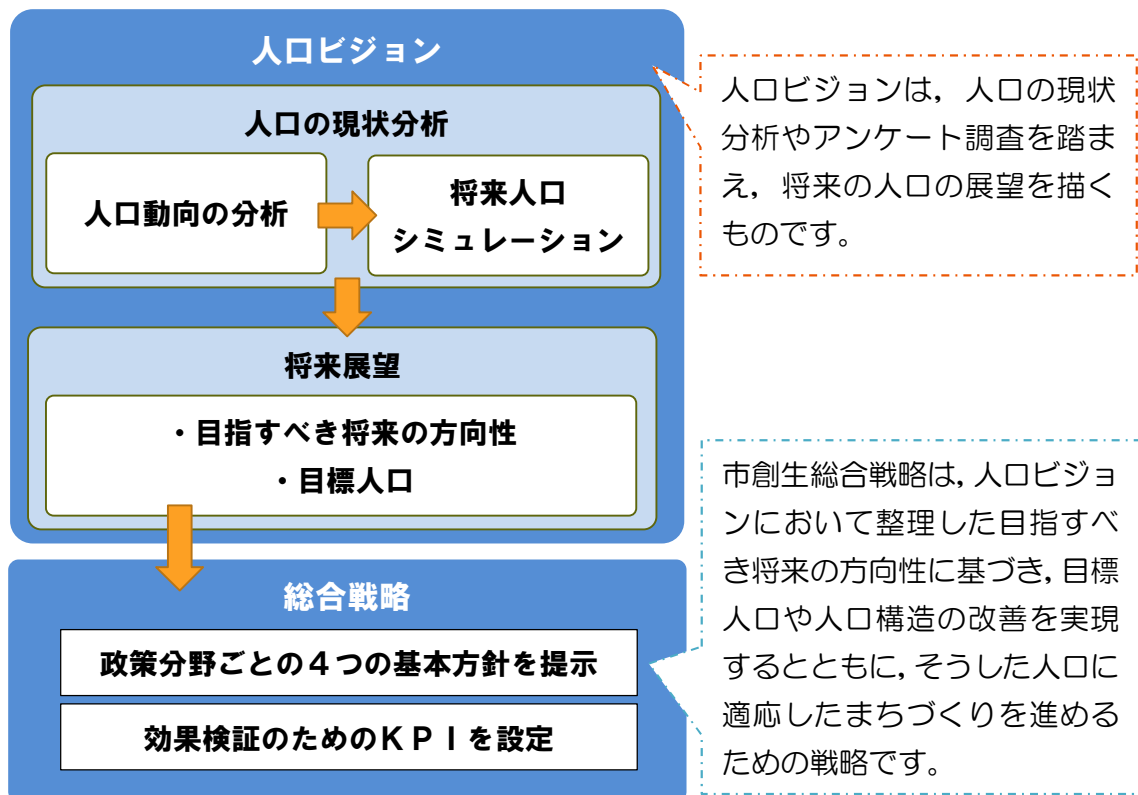 人口ビジョン
人口の現状分析
人口動向の分析
将来人口
シミュレーション
将来展望
・目指すべき将来の方向性
・目標人口
総合戦略
政策分野ごとの４つの基本方針を提示
効果検証のためのＫＰＩを設定
人口ビジョンは，人口の現状
分析やアンケート調査を踏ま
え，将来の人口の展望を描く
ものです。
市創生総合戦略は，人口ビジョ
ンにおいて整理した目指すべ
き将来の方向性に基づき，目標
人口や人口構造の改善を実現
するとともに，そうした人口に
適応したまちづくりを進める
ための戦略です。